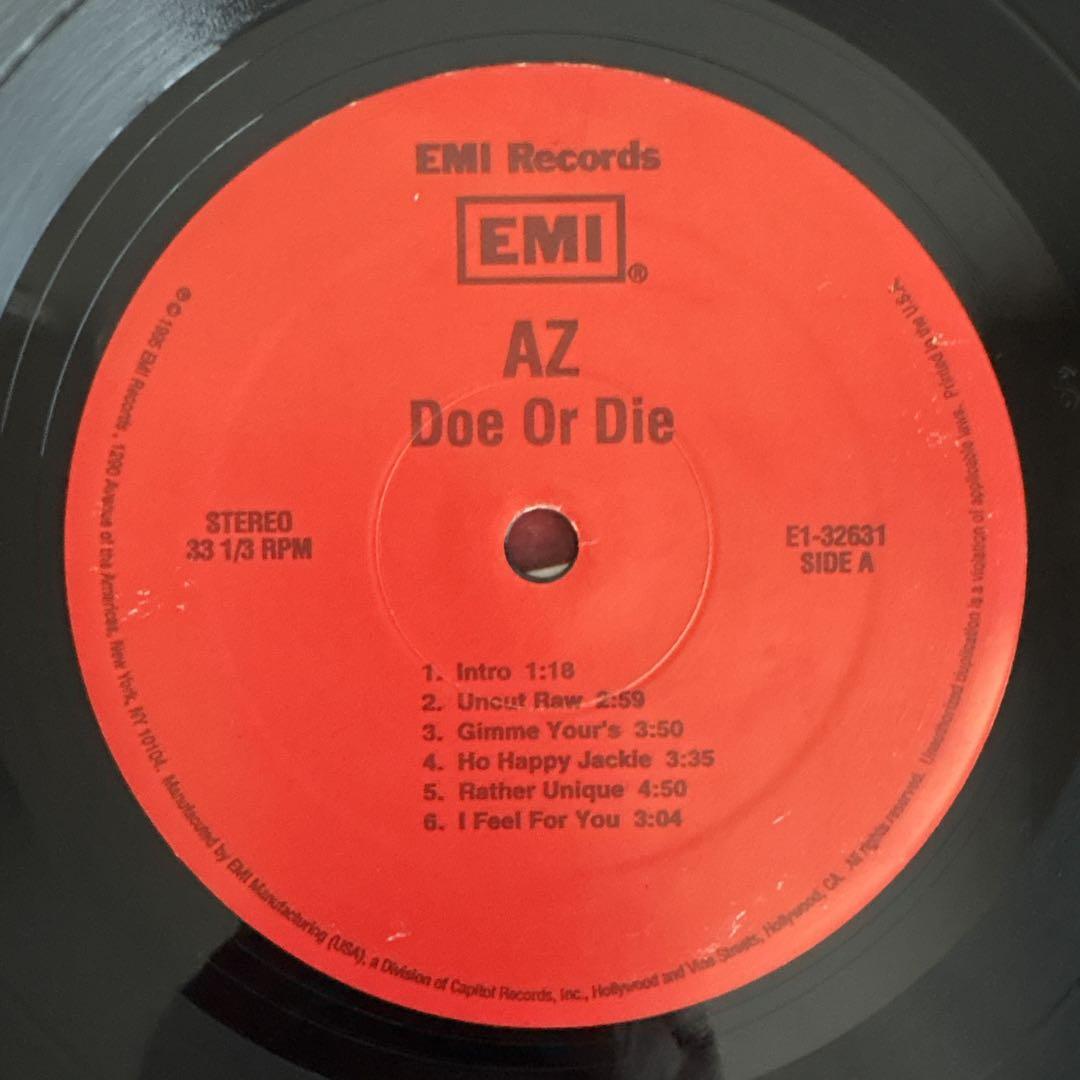 EMI Records
EMI®
AZ
Doe Or Die
STEREO
33 1/3 RPM
E1-32631
SIDE A
1. Intro 1:18
2. Uncut Raw 2:59
3. Gimme Your's 3:50
4. Ho Happy Jackie 3:35
5. Rather Unique 4:50
6. I Feel For You 3:04
℗© 1995 EMI Records, 1290 Avenue of the Americas, New York, NY 10104. Manufactured by EMI Manufacturing (USA), a Division of Capitol Records, Inc., Hollywood and Vine Streets, Hollywood, CA. All rights reserved. Unauthorized duplication is a violation of applicable laws. Printed in the U.S.A.